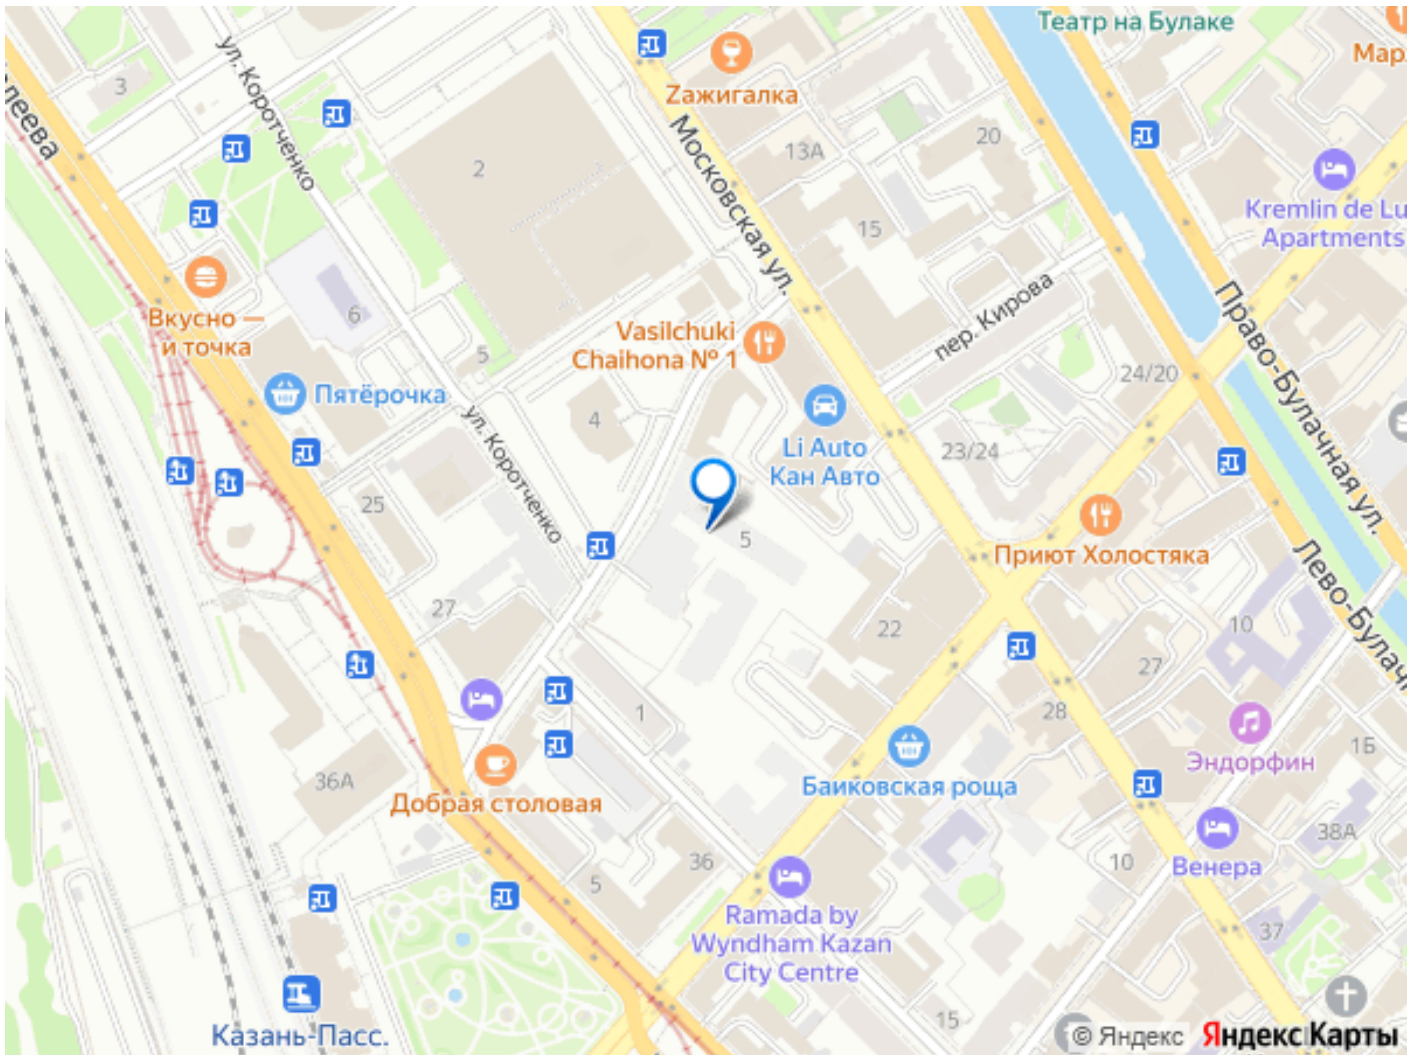 Театр на Булаке
Мар
3
леева
ул. Коротченко
Zажигалка
13А
20
2
Московская ул.
15
Kremlin de Lu
Apartments
6
Вкусно —
и точка
5
Vasilchuki
Chaihona № 1
пер. Кирова
Право-Булачная ул.
24/20
Пятёрочка
4
ул. Коротченко
Li Auto
Кан Авто
23/24
25
5
Приют Холостяка
Лево-Булачн
27
22
10
27
1
28
Эндорфин
1Б
36А
Добрая столовая
Баиковская роща
38А
36
10
Венера
5
Ramada by
Wyndham Kazan
City Centre
37
15
Казань-Пасс.
© Яндекс Яндекс Карты